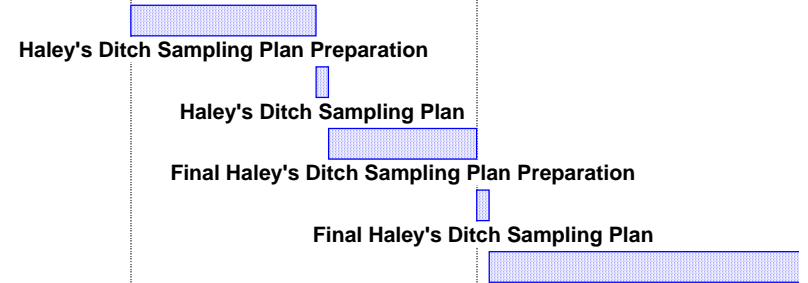 Haley's Ditch Sampling Plan Preparation
Haley's Ditch Sampling Plan
Final Haley's Ditch Sampling Plan Preparation
Final Haley's Ditch Sampling Plan